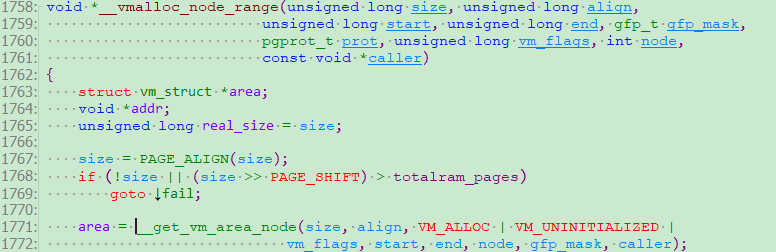 1758: void *__vmalloc_node_range(unsigned long size, unsigned long align,
1759: unsigned long start, unsigned long end, gfp_t gfp_mask,
1760: pgprot_t prot, unsigned long vm_flags, int node,
1761: const void *caller)
1762: {
1763: struct vm_struct *area;
1764: void *addr;
1765: unsigned long real_size = size;
1766:
1767: size = PAGE_ALIGN(size);
1768: if (!size || (size >> PAGE_SHIFT) > totalram_pages)
1769: goto ↓fail;
1770:
1771: area = __get_vm_area_node(size, align, VM_ALLOC | VM_UNINITIALIZED |
1772: vm_flags, start, end, node, gfp_mask, caller);